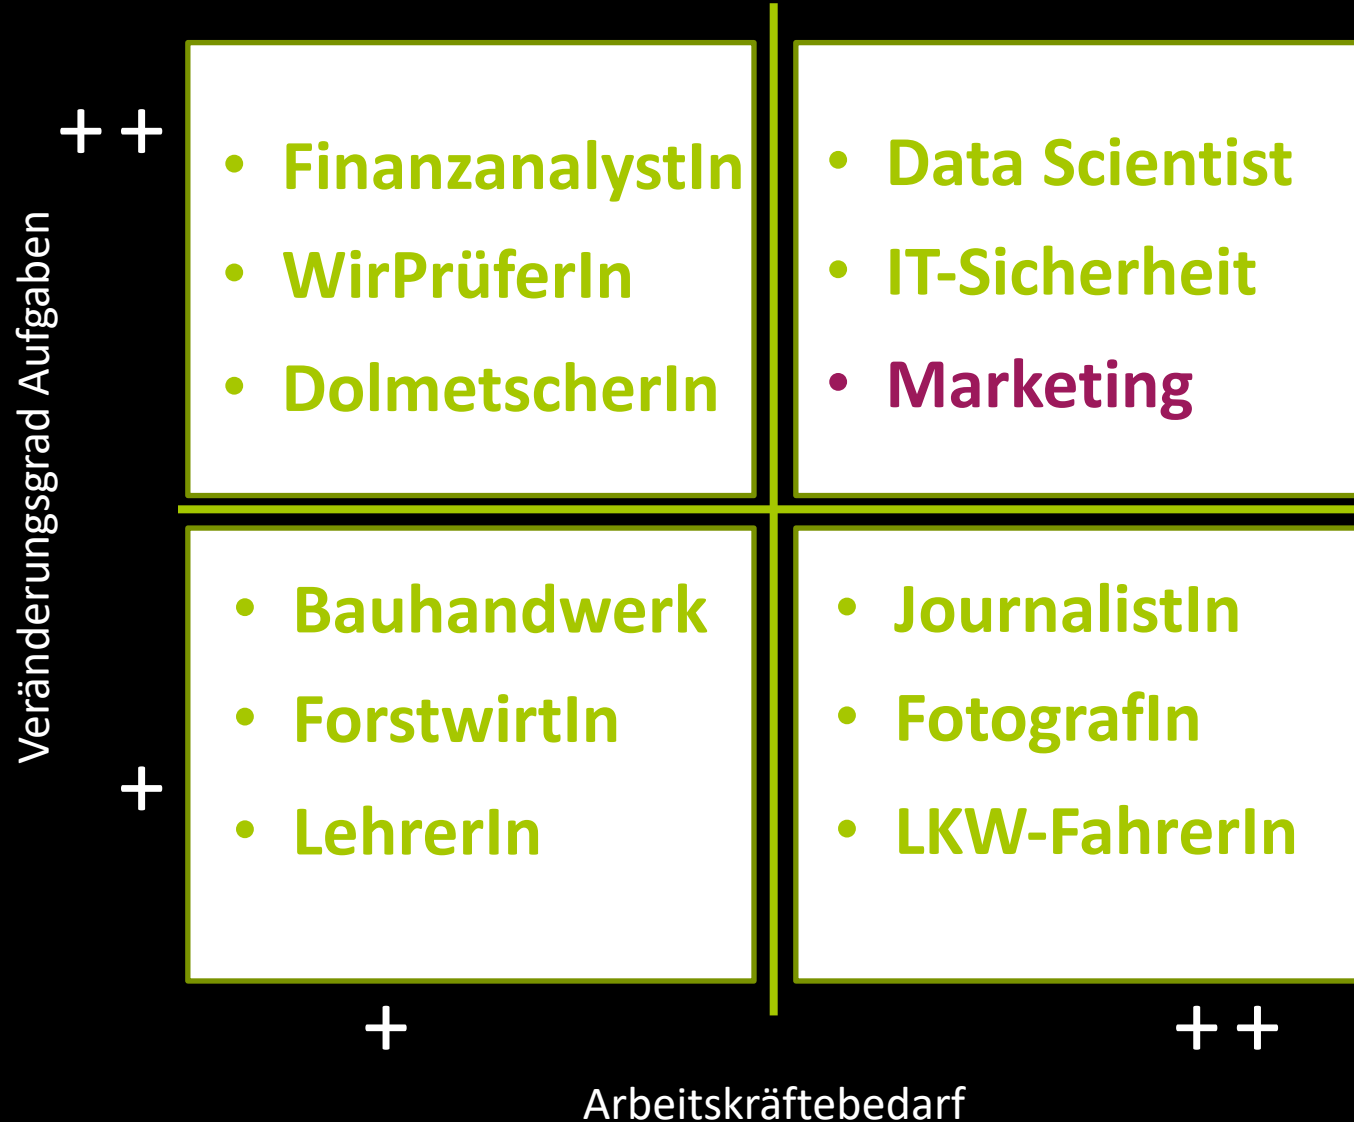 ++
Veränderungsgrad Aufgaben
+
• FinanzanalystIn
• WirPrüferIn
• DolmetscherIn
• Data Scientist
• IT-Sicherheit
• Marketing
• Bauhandwerk
• ForstwirtIn
• LehrerIn
• JournalistIn
• FotografIn
• LKW-FahrerIn
+
++
Arbeitskräftebedarf